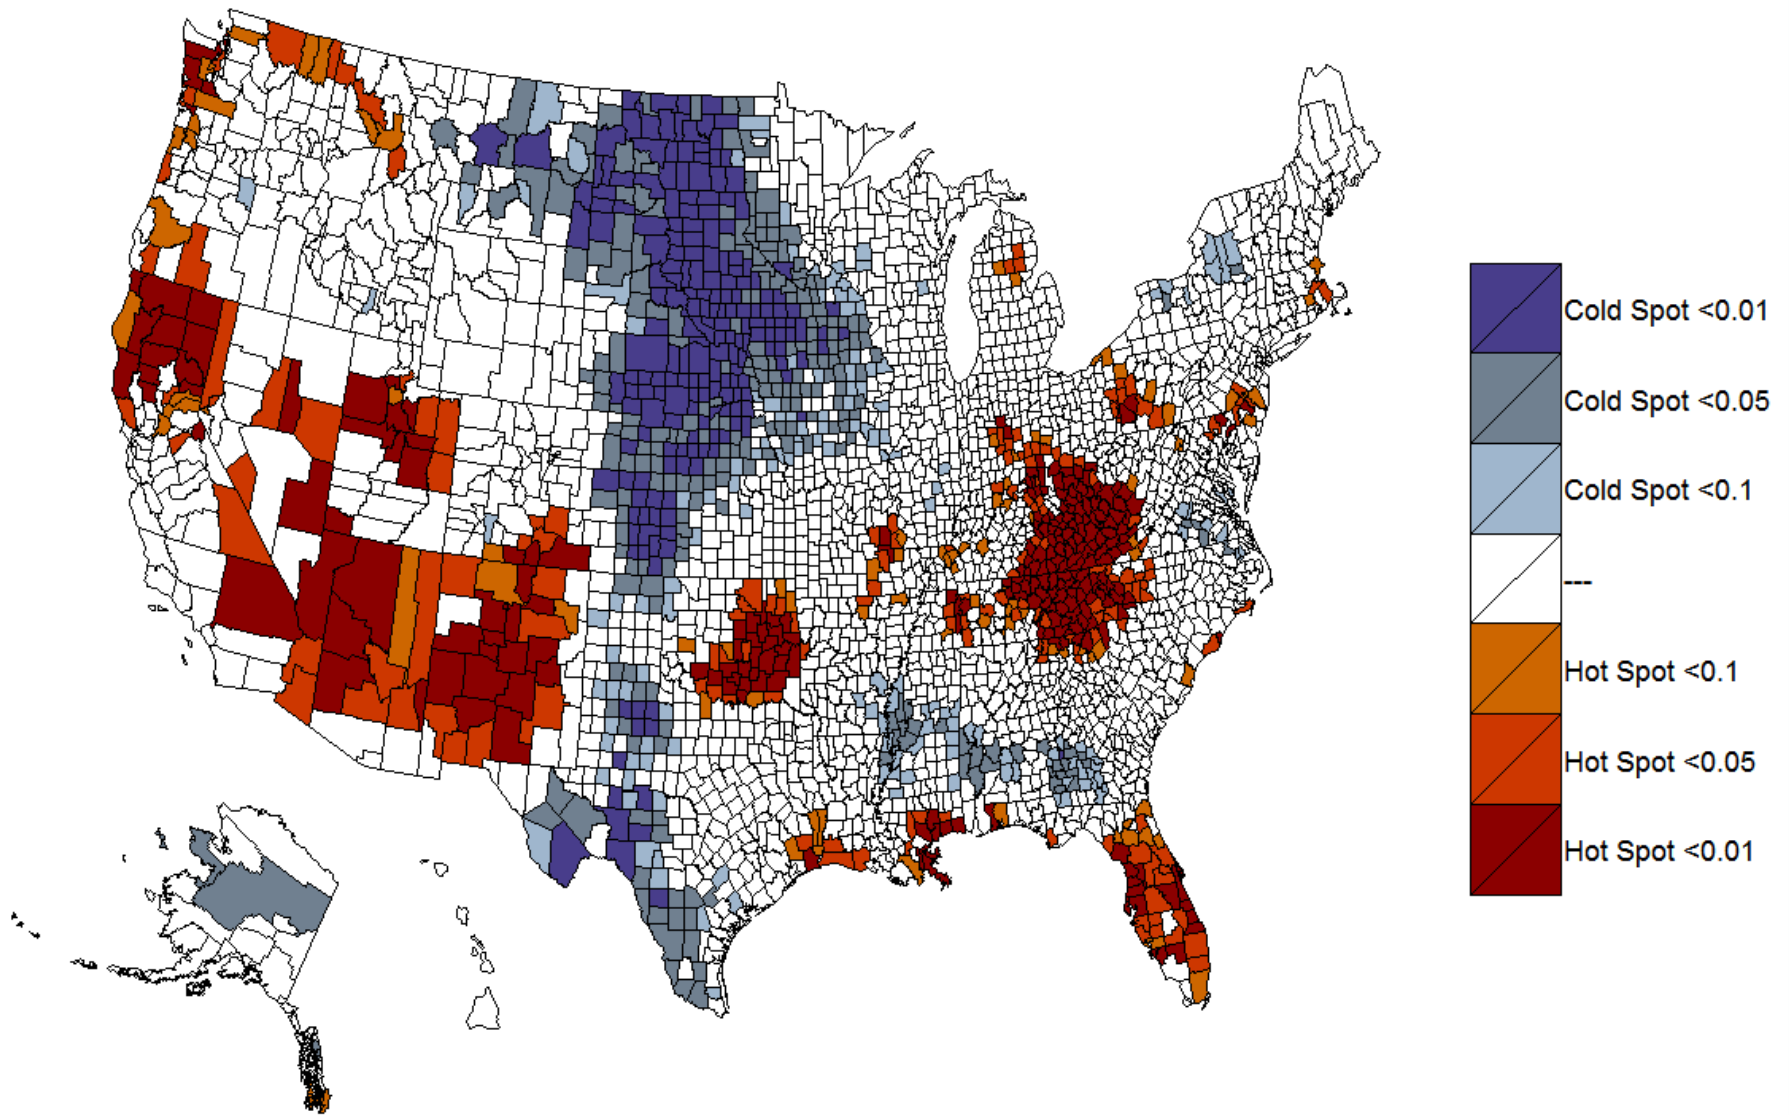 Cold Spot <0.01
Cold Spot <0.05
Cold Spot <0.1
---
Hot Spot <0.1
Hot Spot <0.05
Hot Spot <0.01